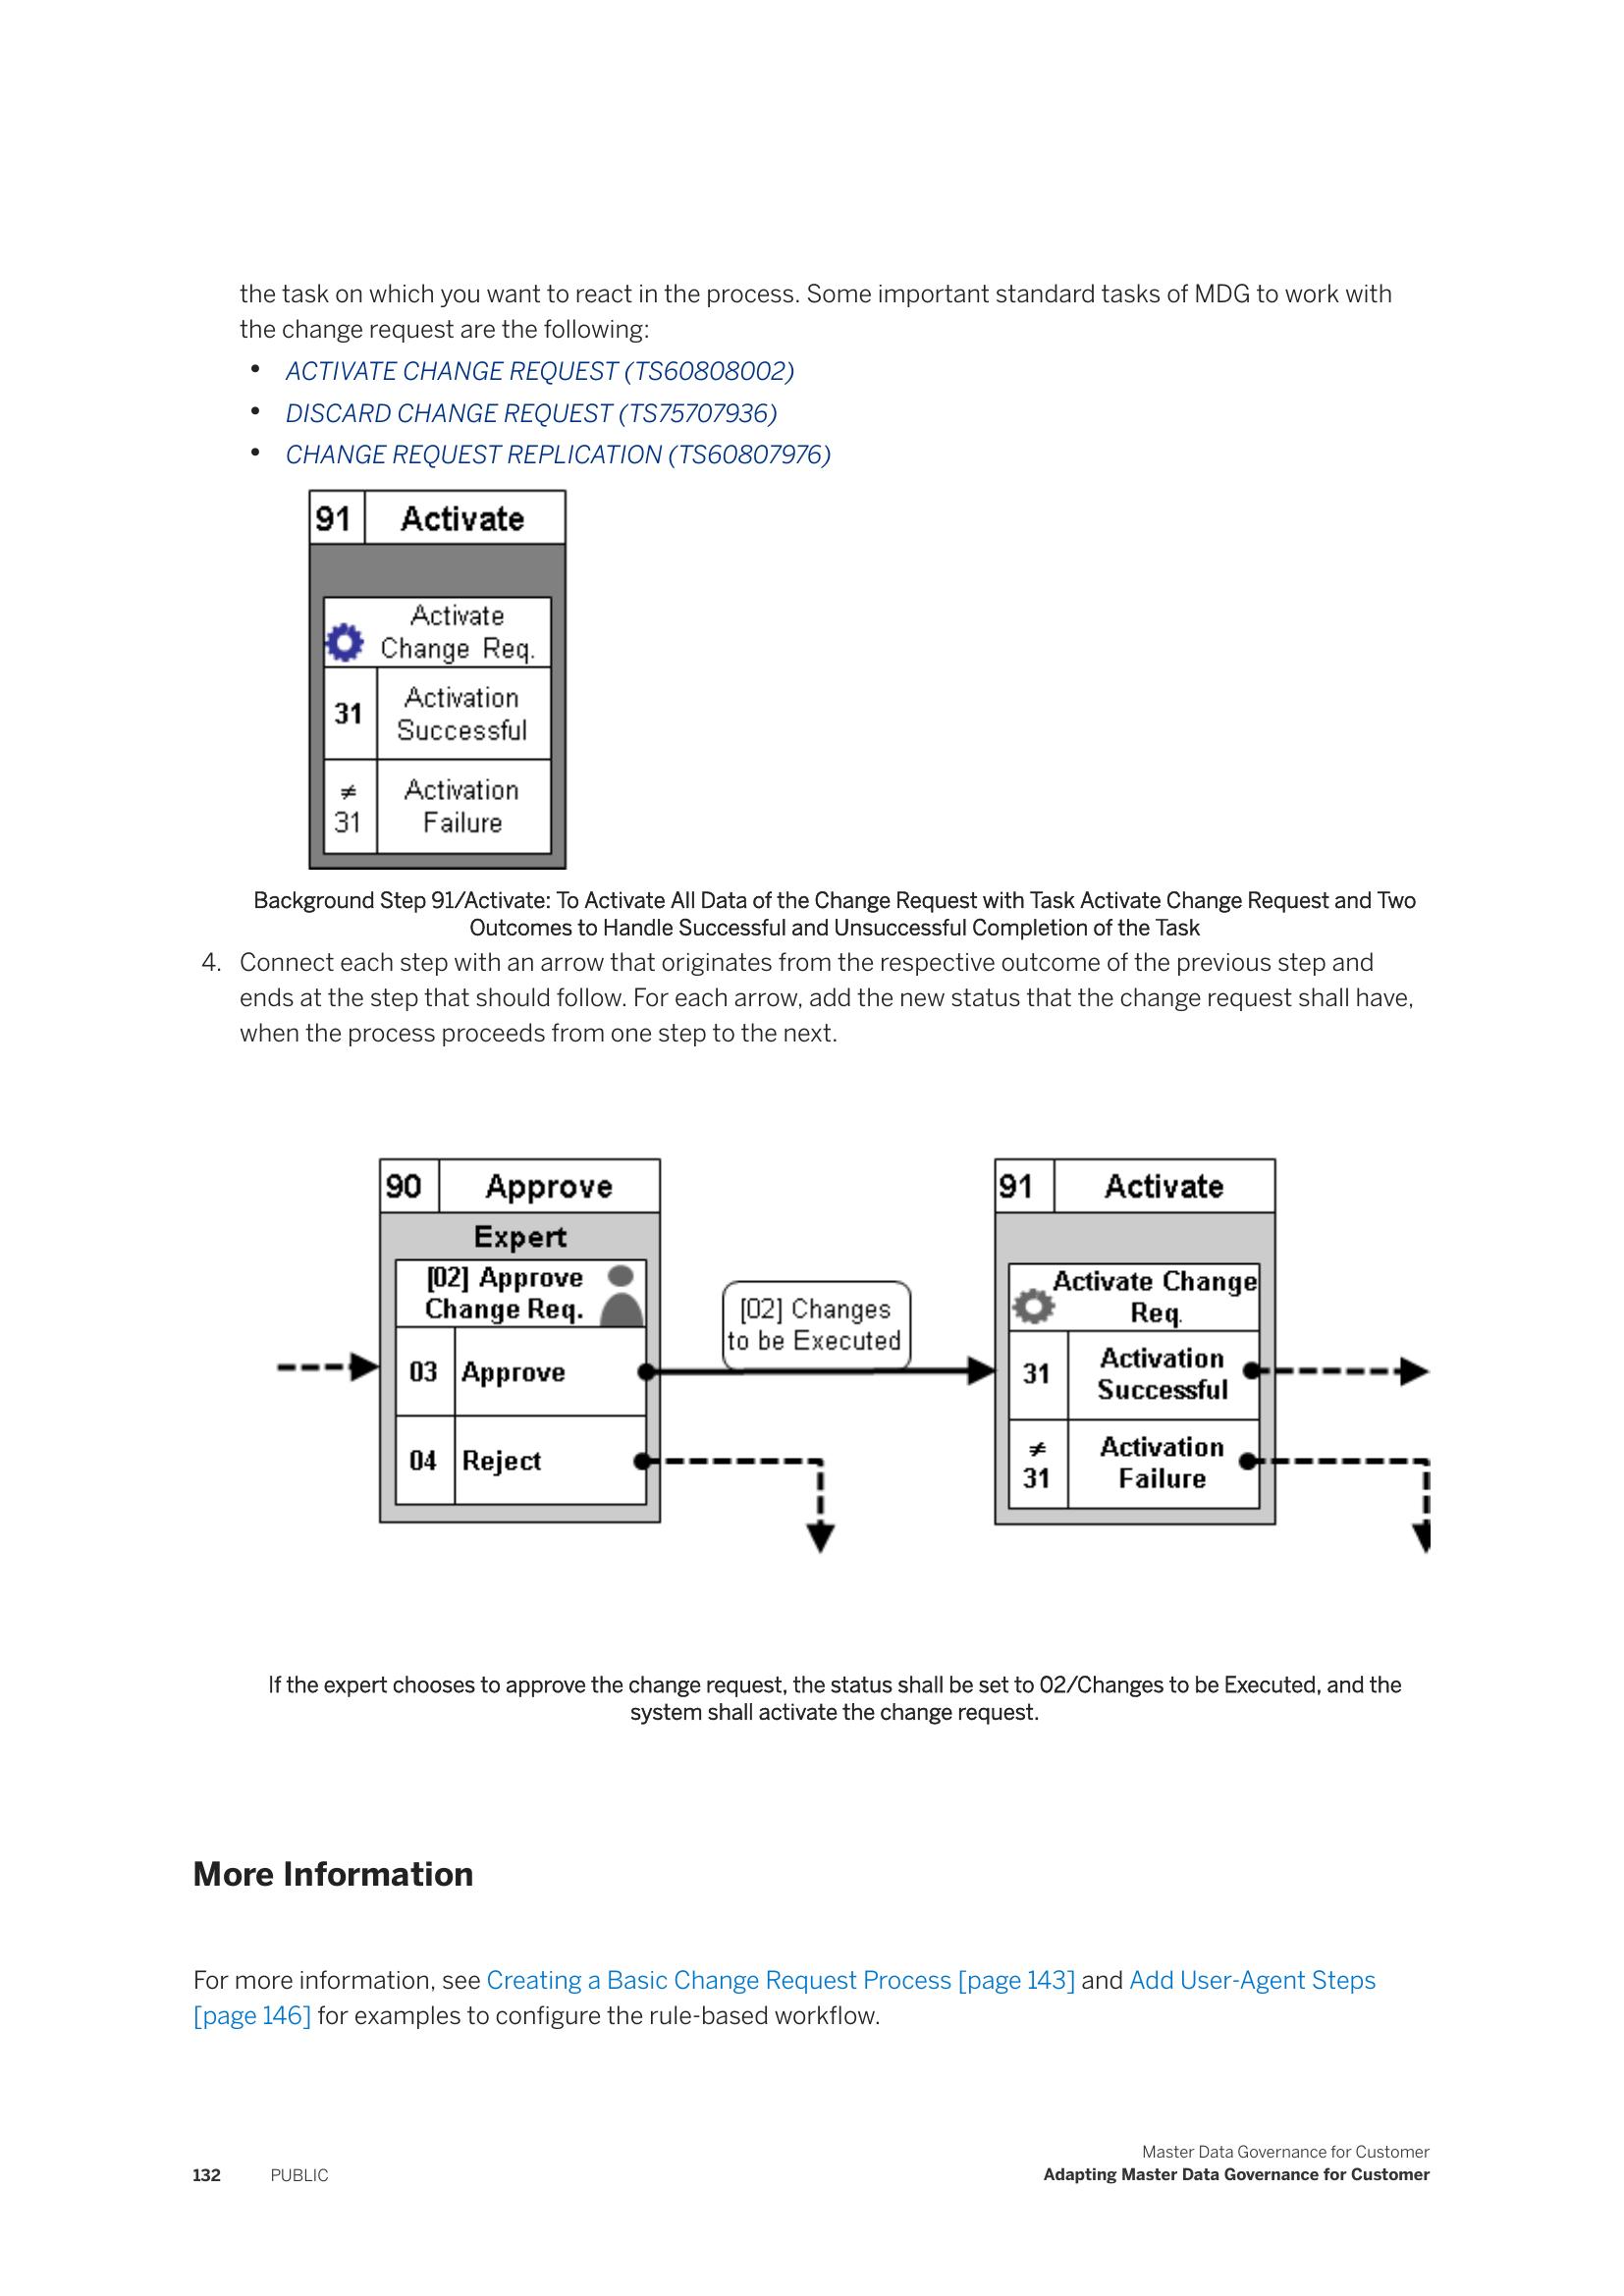 the task on which you want to react in the process. Some important standard tasks of MDG to work with
the change request are the following:
• ACTIVATE CHANGE REQUEST (TS60808002)
• DISCARD CHANGE REQUEST (TS75707936)
• CHANGE REQUEST REPLICATION (TS60807976)
91 Activate
Activate
Change Req.
31 Activation
Successful
≠ 31 Activation
Failure
Background Step 91/Activate: To Activate All Data of the Change Request with Task Activate Change Request and Two
Outcomes to Handle Successful and Unsuccessful Completion of the Task
4. Connect each step with an arrow that originates from the respective outcome of the previous step and
ends at the step that should follow. For each arrow, add the new status that the change request shall have,
when the process proceeds from one step to the next.
90 Approve
Expert
[02] Approve
Change Req.
03 Approve
04 Reject
[02] Changes
to be Executed
91 Activate
Activate Change
Req.
31 Activation
Successful
≠ 31 Activation
Failure
If the expert chooses to approve the change request, the status shall be set to 02/Changes to be Executed, and the
system shall activate the change request.
More Information
For more information, see Creating a Basic Change Request Process [page 143] and Add User-Agent Steps
[page 146] for examples to configure the rule-based workflow.
Master Data Governance for Customer
132 PUBLIC Adapting Master Data Governance for Customer